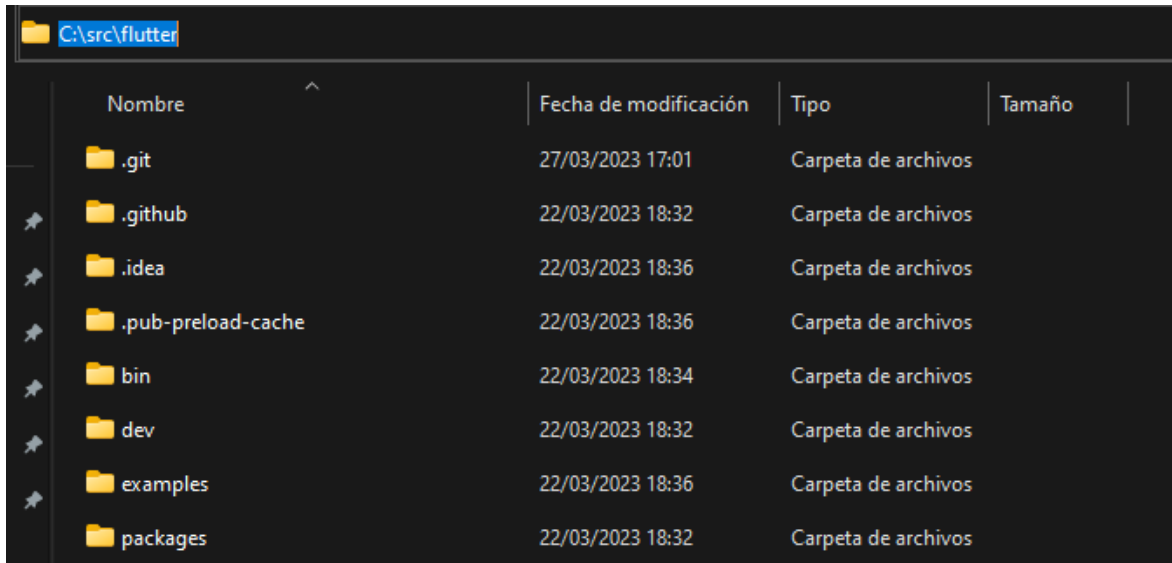 C:\src\flutter
Nombre Fecha de modificación Tipo Tamaño
.git 27/03/2023 17:01 Carpeta de archivos
.github 22/03/2023 18:32 Carpeta de archivos
.idea 22/03/2023 18:36 Carpeta de archivos
.pub-preload-cache 22/03/2023 18:36 Carpeta de archivos
bin 22/03/2023 18:34 Carpeta de archivos
dev 22/03/2023 18:32 Carpeta de archivos
examples 22/03/2023 18:36 Carpeta de archivos
packages 22/03/2023 18:32 Carpeta de archivos